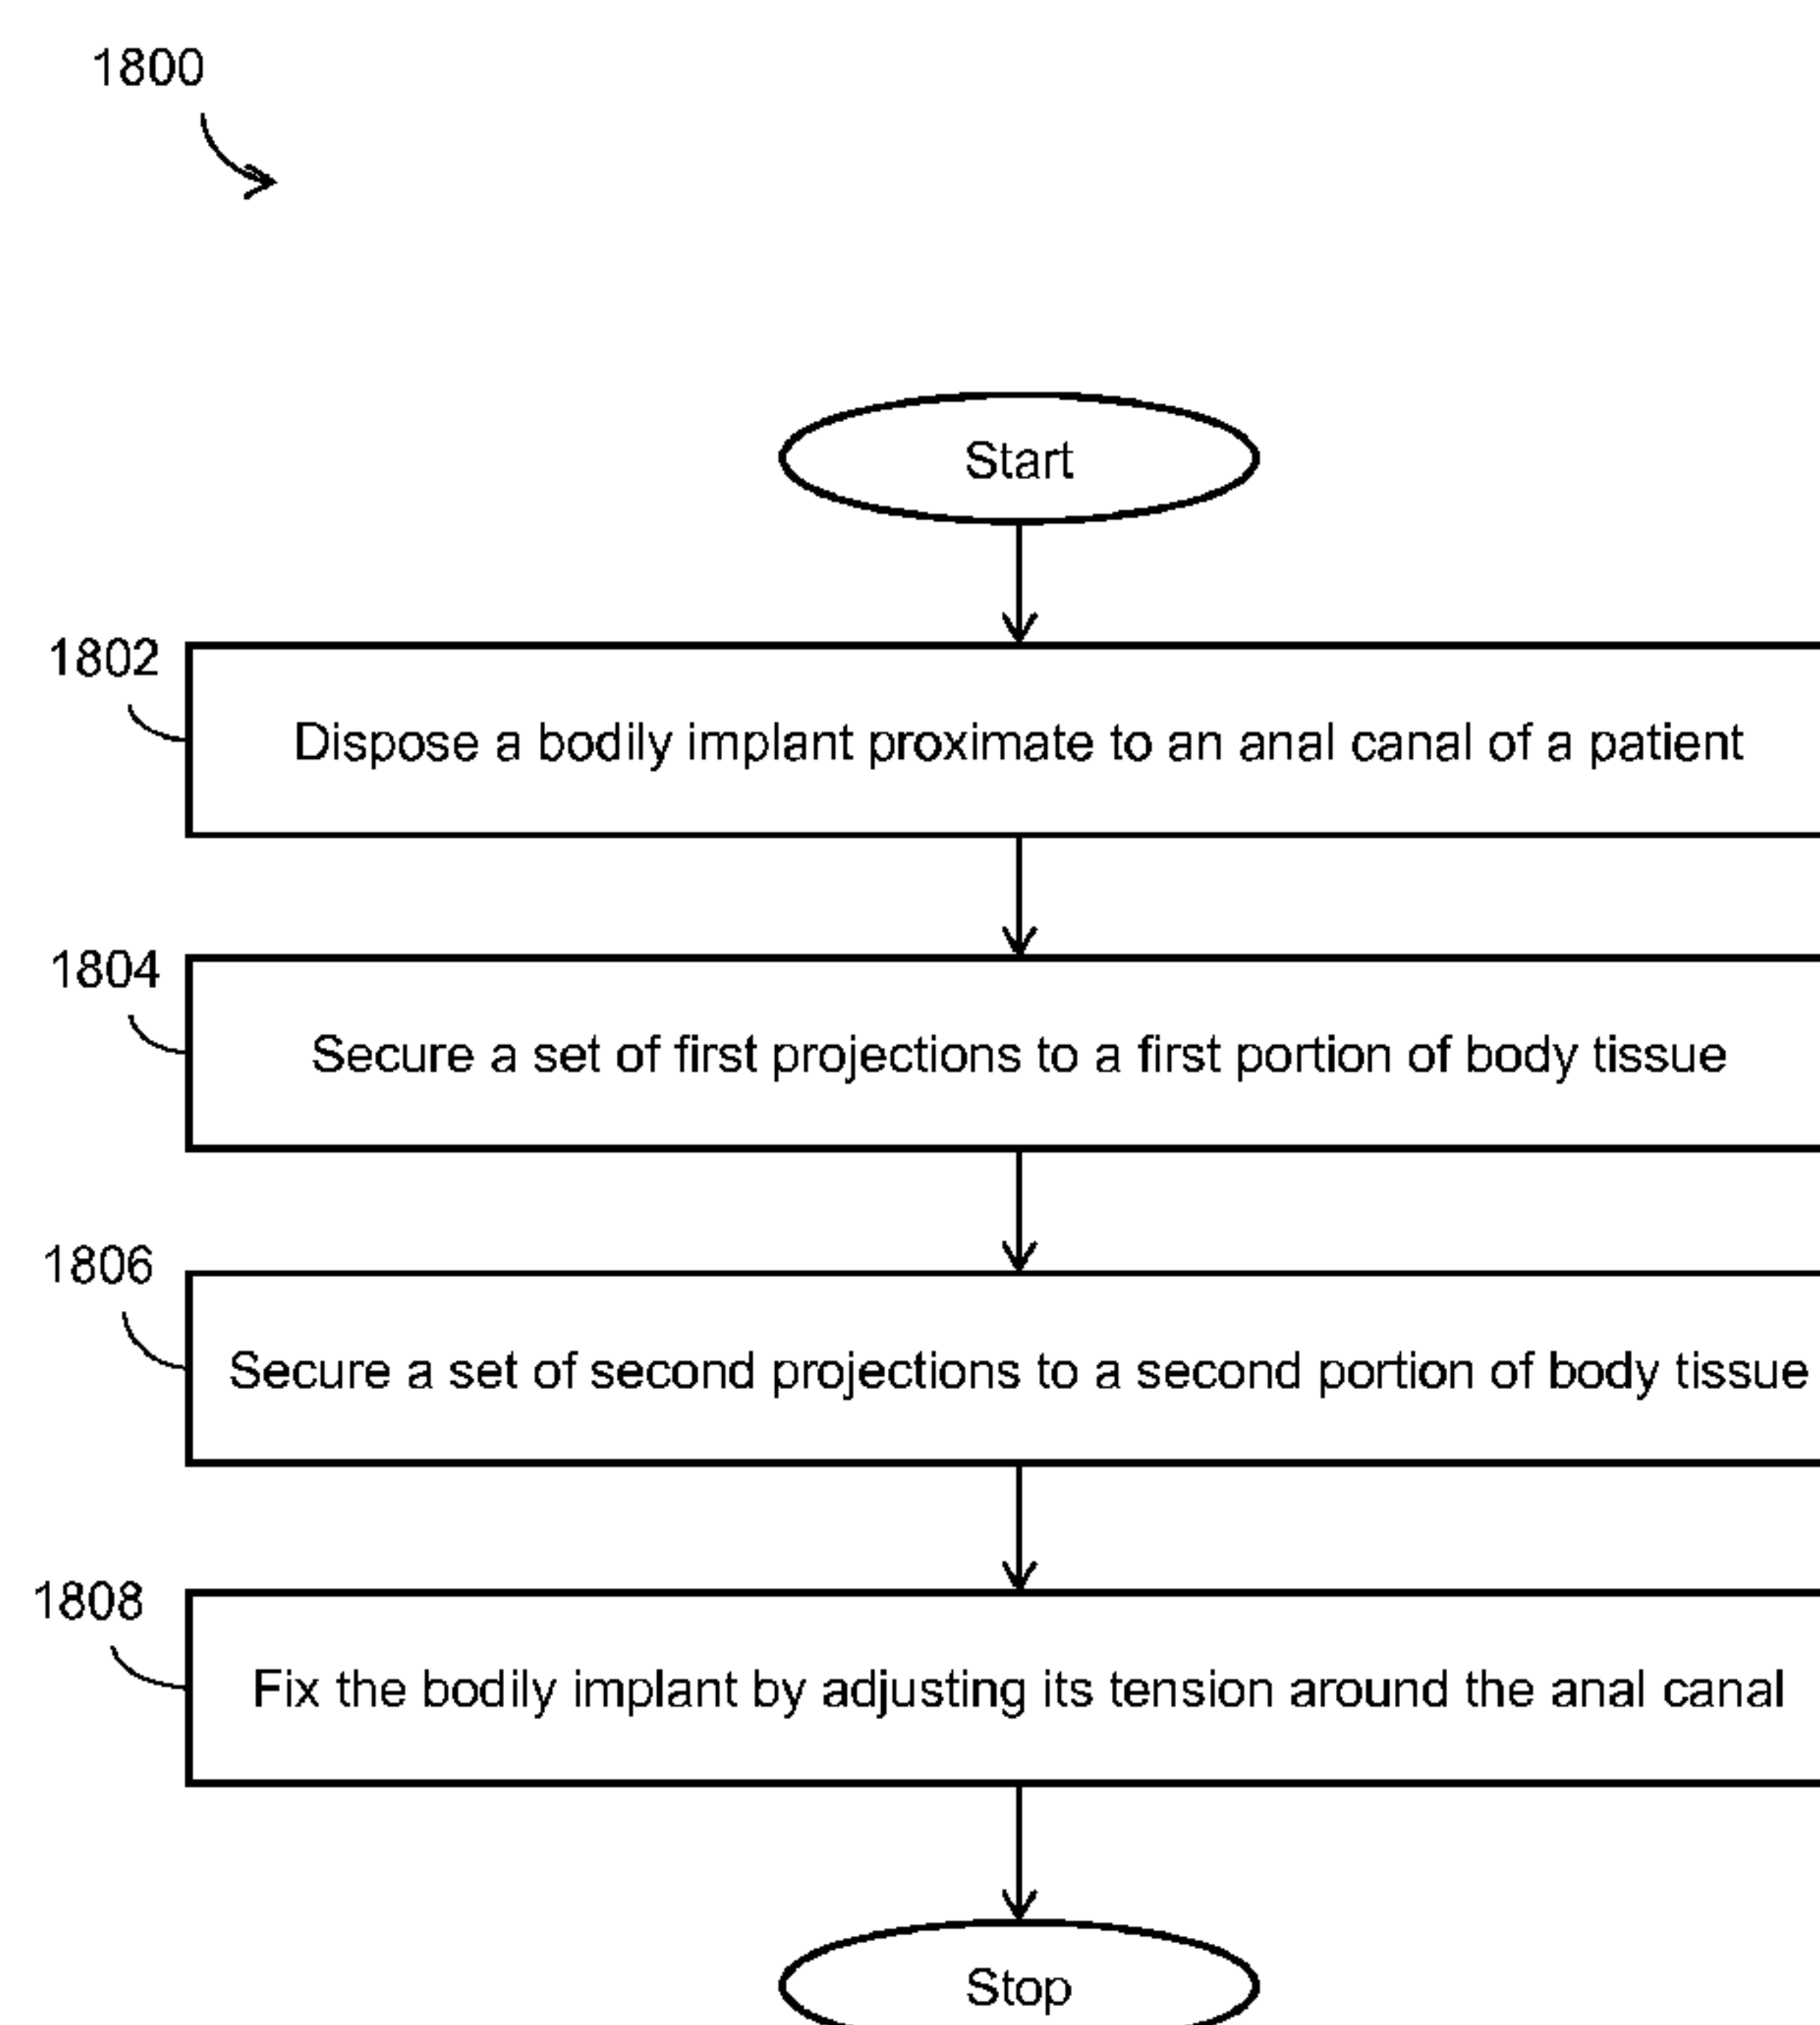 1800
Start
1802
Dispose a bodily implant proximate to an anal canal of a patient
1804
Secure a set of first projections to a first portion of body tissue
1806
Secure a set of second projections to a second portion of body tissue
1808
Fix the bodily implant by adjusting its tension around the anal canal
Stop